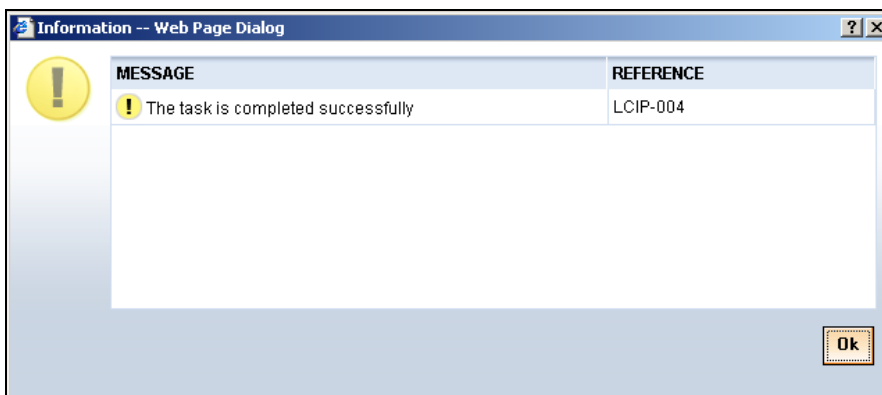 Information -- Web Page Dialog
MESSAGE REFERENCE
! The task is completed successfully LCIP-004
Ok